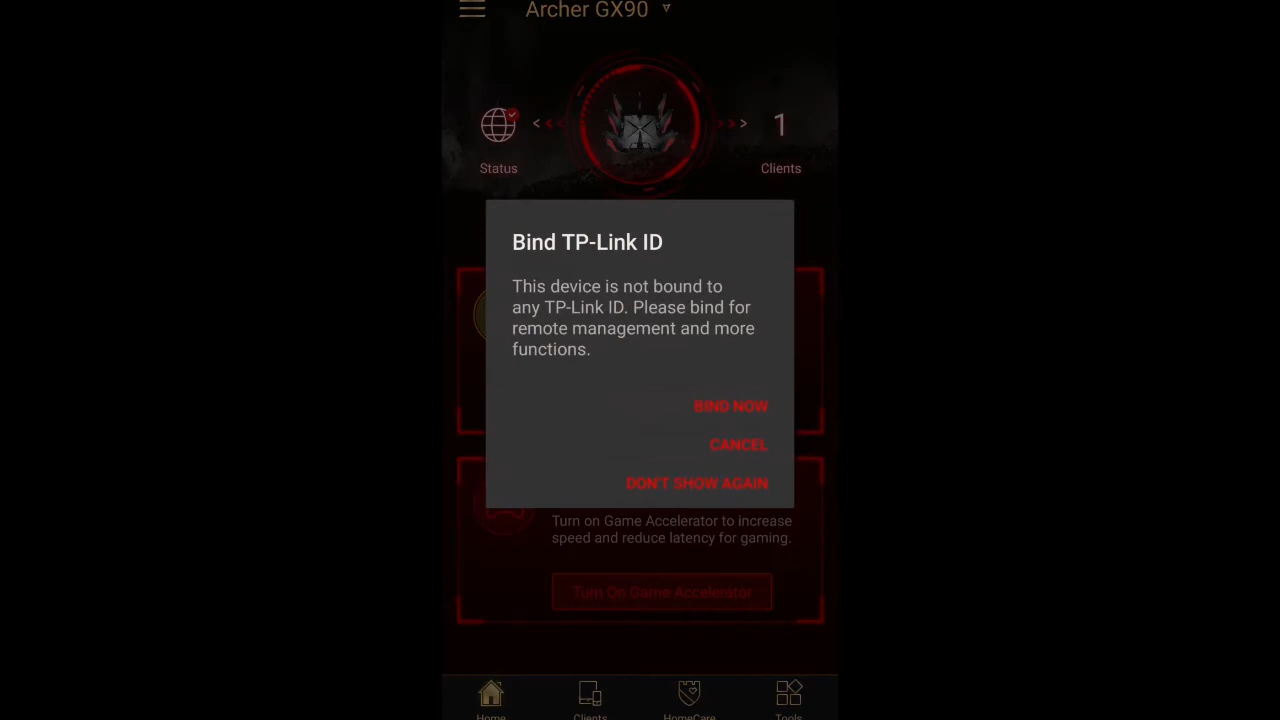 Archer GX90
1
Status
Clients
Bind TP-Link ID
This device is not bound to
any TP-Link ID. Please bind for
remote management and more
functions.
BIND NOW
CANCEL
DON'T SHOW AGAIN
Turn on Game Accelerator to increase
speed and reduce latency for gaming.
Turn On Game Accelerator
Home
Clients
HomeCare
Tools